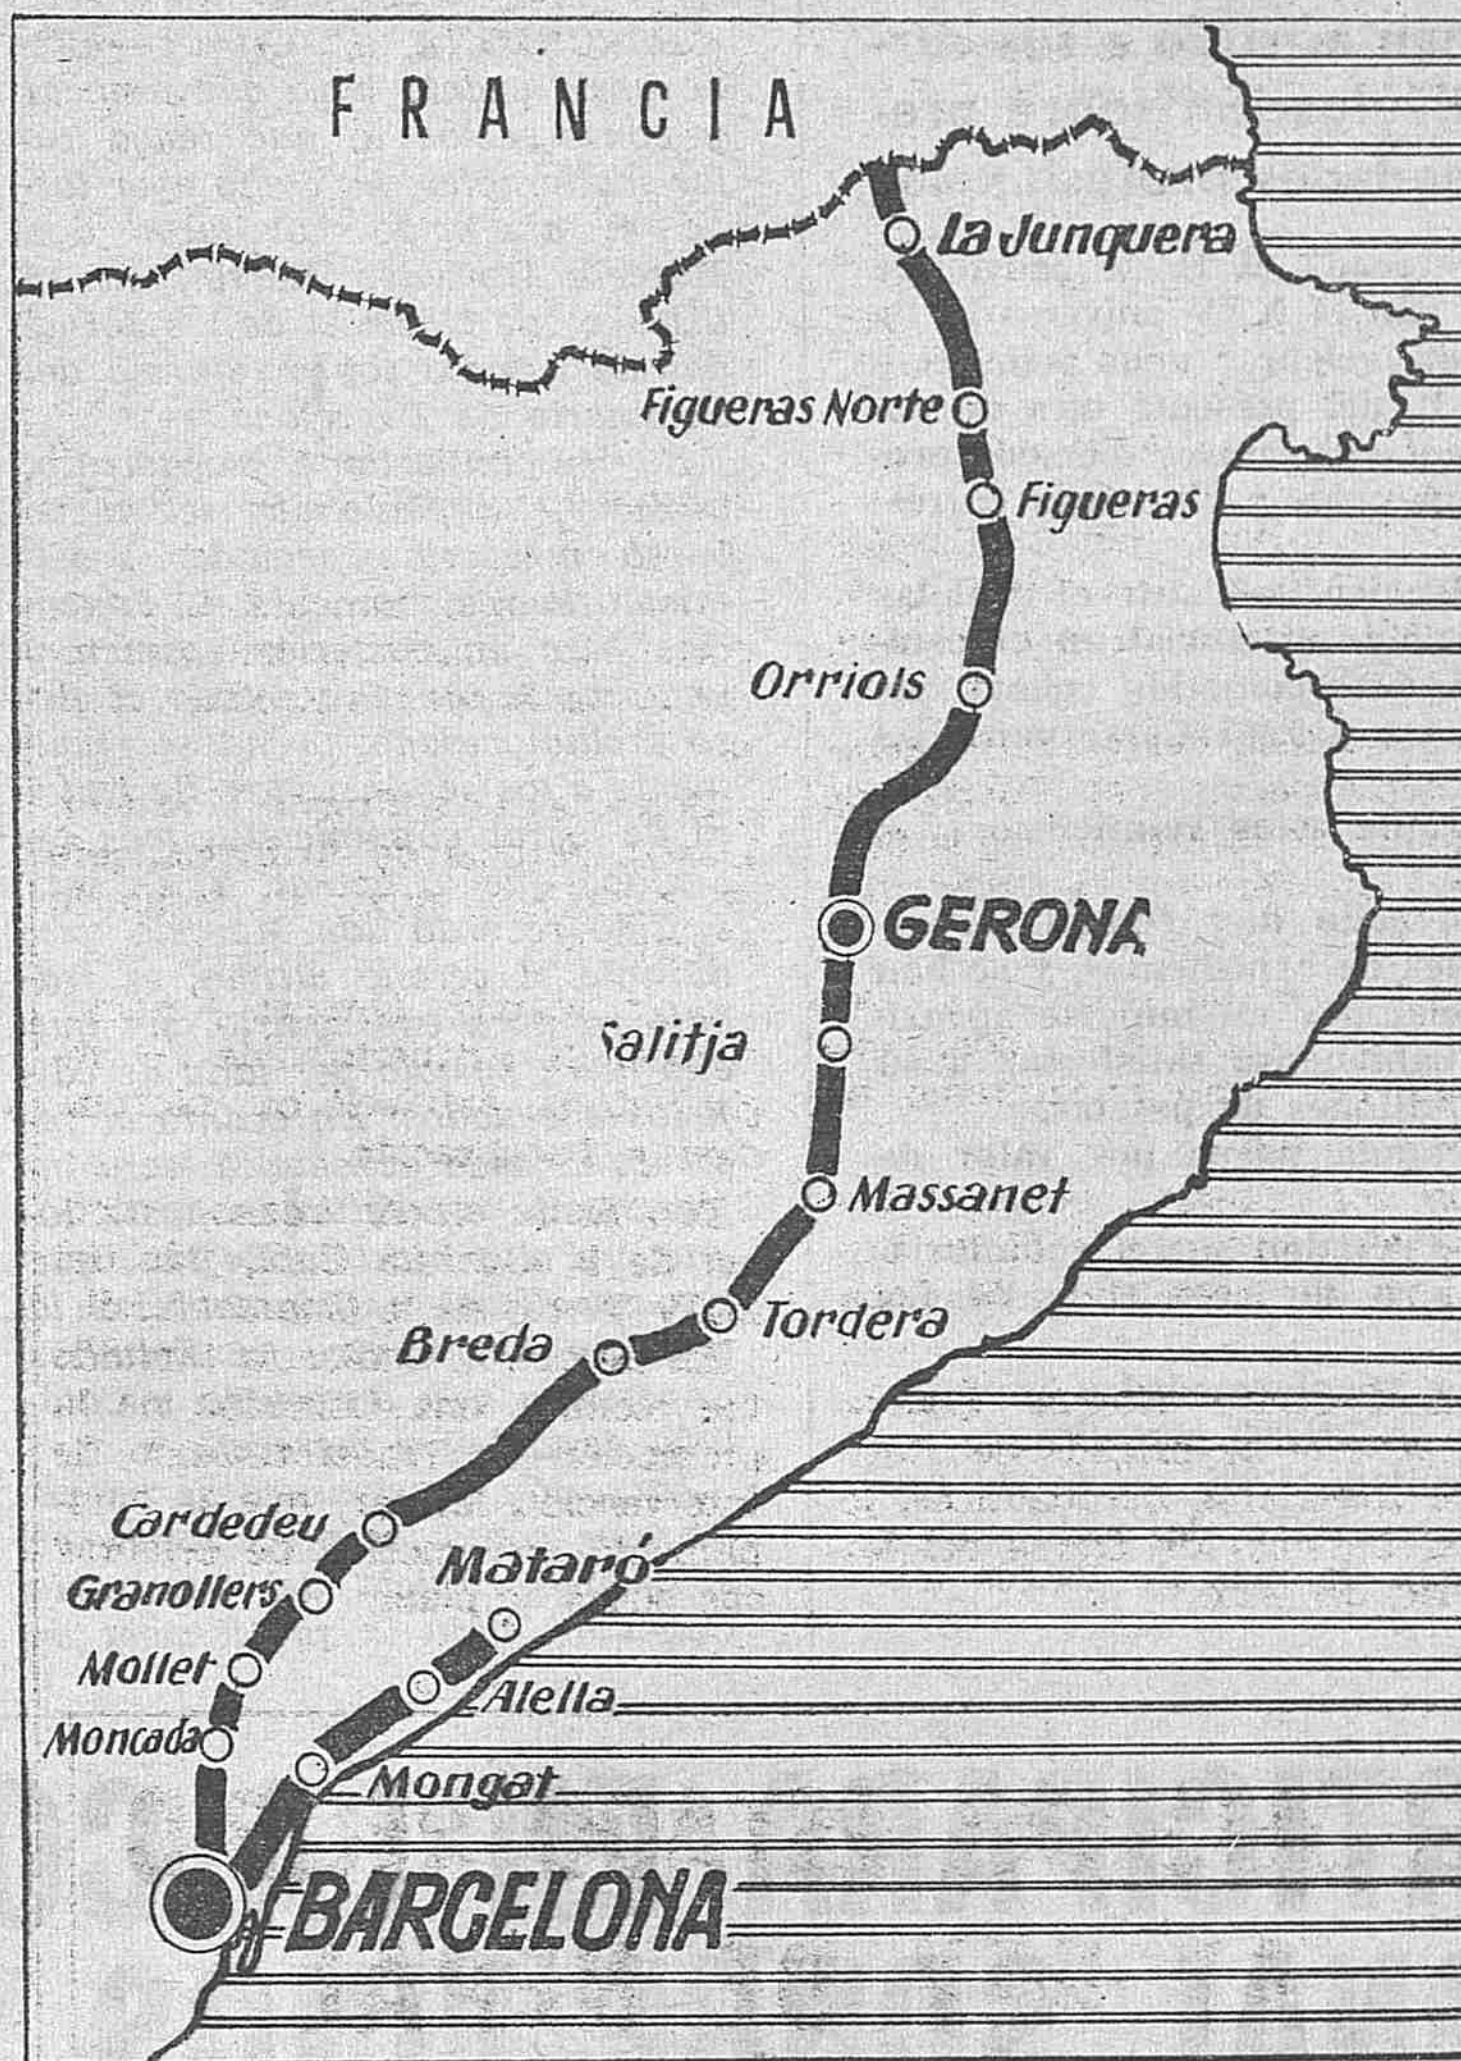 FRANCIA
La Junquera
Figueras Norte
Figueras
Orriols
GERONA
Salitja
Massanet
Tordera
Breda
Cardedeu
Mataró
Granollers
Mollet
Alella
Moncada
Mongat
BARCELONA